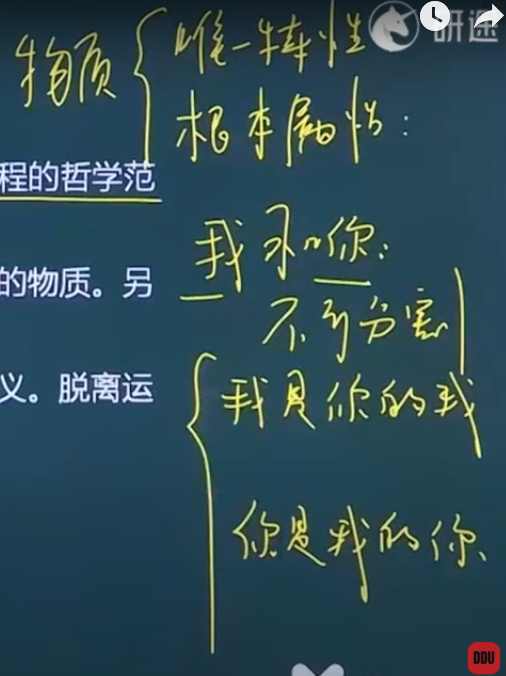 研途
物质
唯一特性
根本属性：
程的哲学范
我和你：
的物质。另
不可分割
义。脱离运
我是你的我
你是我的你
DDU